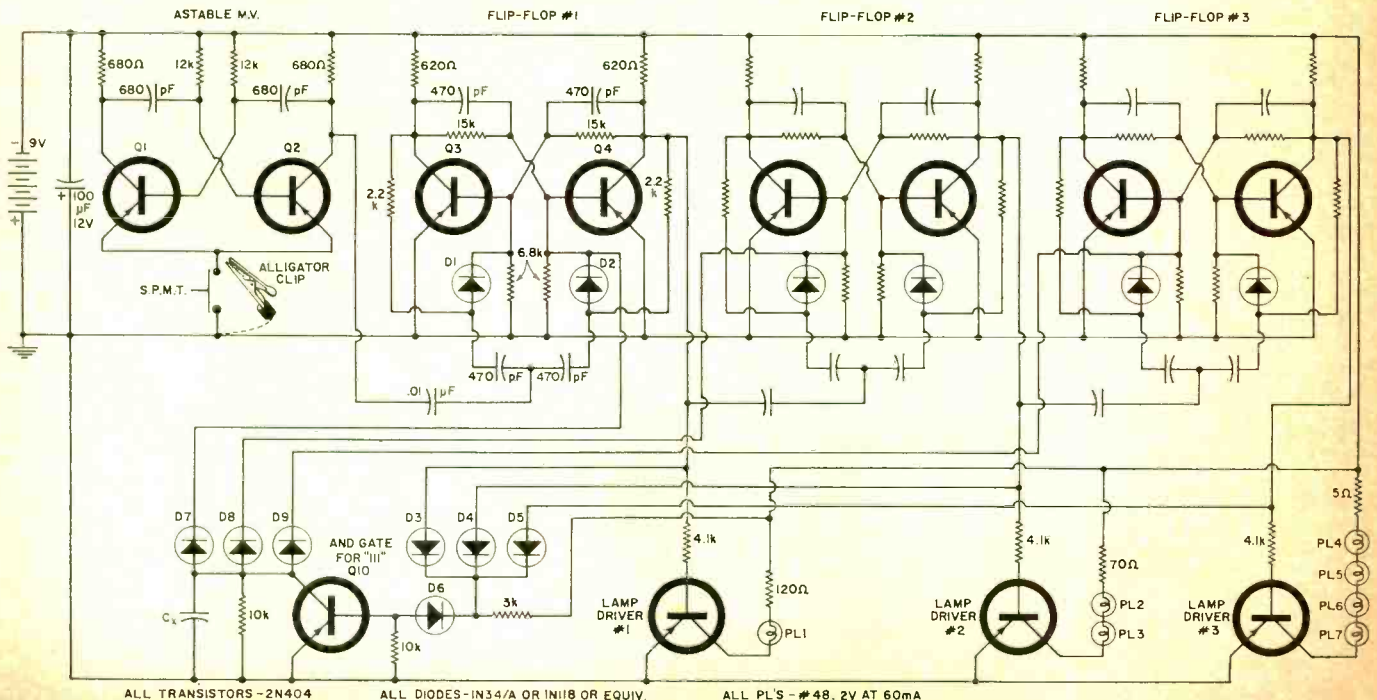 ASTABLE M.V.
FLIP-FLOP #1
FLIP-FLOP #2
FLIP-FLOP #3
680Ω
12k
12k
680Ω
680 pF
680 pF
620Ω
620Ω
470 pF
470 pF
15k
15k
- 9V
+
+ 100 μF 12V
Q1
Q2
Q3
Q4
2.2 k
2.2 k
6.8k
D1
D2
S.P.M.T.
ALLIGATOR CLIP
470 pF
470 pF
.01 μF
D7
D8
D9
AND GATE FOR "111"
Q10
D3
D4
D5
D6
3k
10k
10k
Cx
4.1k
4.1k
4.1k
120Ω
70Ω
5Ω
LAMP DRIVER #1
LAMP DRIVER #2
LAMP DRIVER #3
PL1
PL2
PL3
PL4
PL5
PL6
PL7
ALL TRANSISTORS-2N404
ALL DIODES-1N34/A OR 1N118 OR EQUIV.
ALL PL'S - #48, 2V AT 60mA